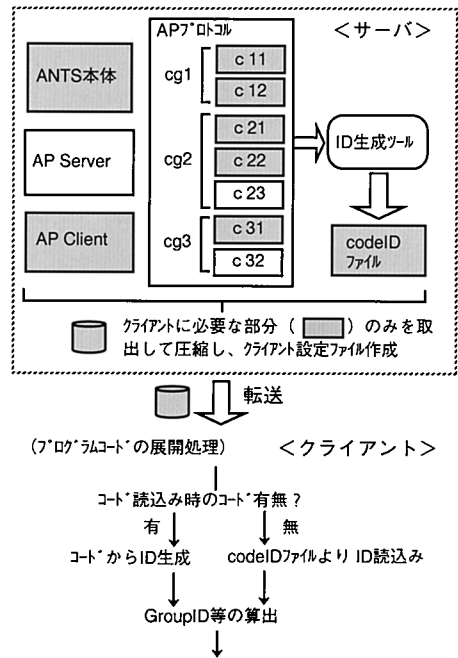 <サーバ>
APﾌﾟﾛﾄｺﾙ
ANTS本体
AP Server
AP Client
cg1
c 11
c 12
cg2
c 21
c 22
c 23
cg3
c 31
c 32
ID生成ﾂｰﾙ
codeID
ﾌｧｲﾙ
ｸﾗｲｱﾝﾄに必要な部分（　　）のみを取
出して圧縮し、ｸﾗｲｱﾝﾄ設定ﾌｧｲﾙ作成
転送
(ﾌﾟﾛｸﾞﾗﾑｺｰﾄﾞの展開処理)
<クライアント>
ｺｰﾄﾞ読込み時のｺｰﾄﾞ有無？
有
無
ｺｰﾄﾞからID生成
codeIDﾌｧｲﾙより ID読込み
GroupID等の算出